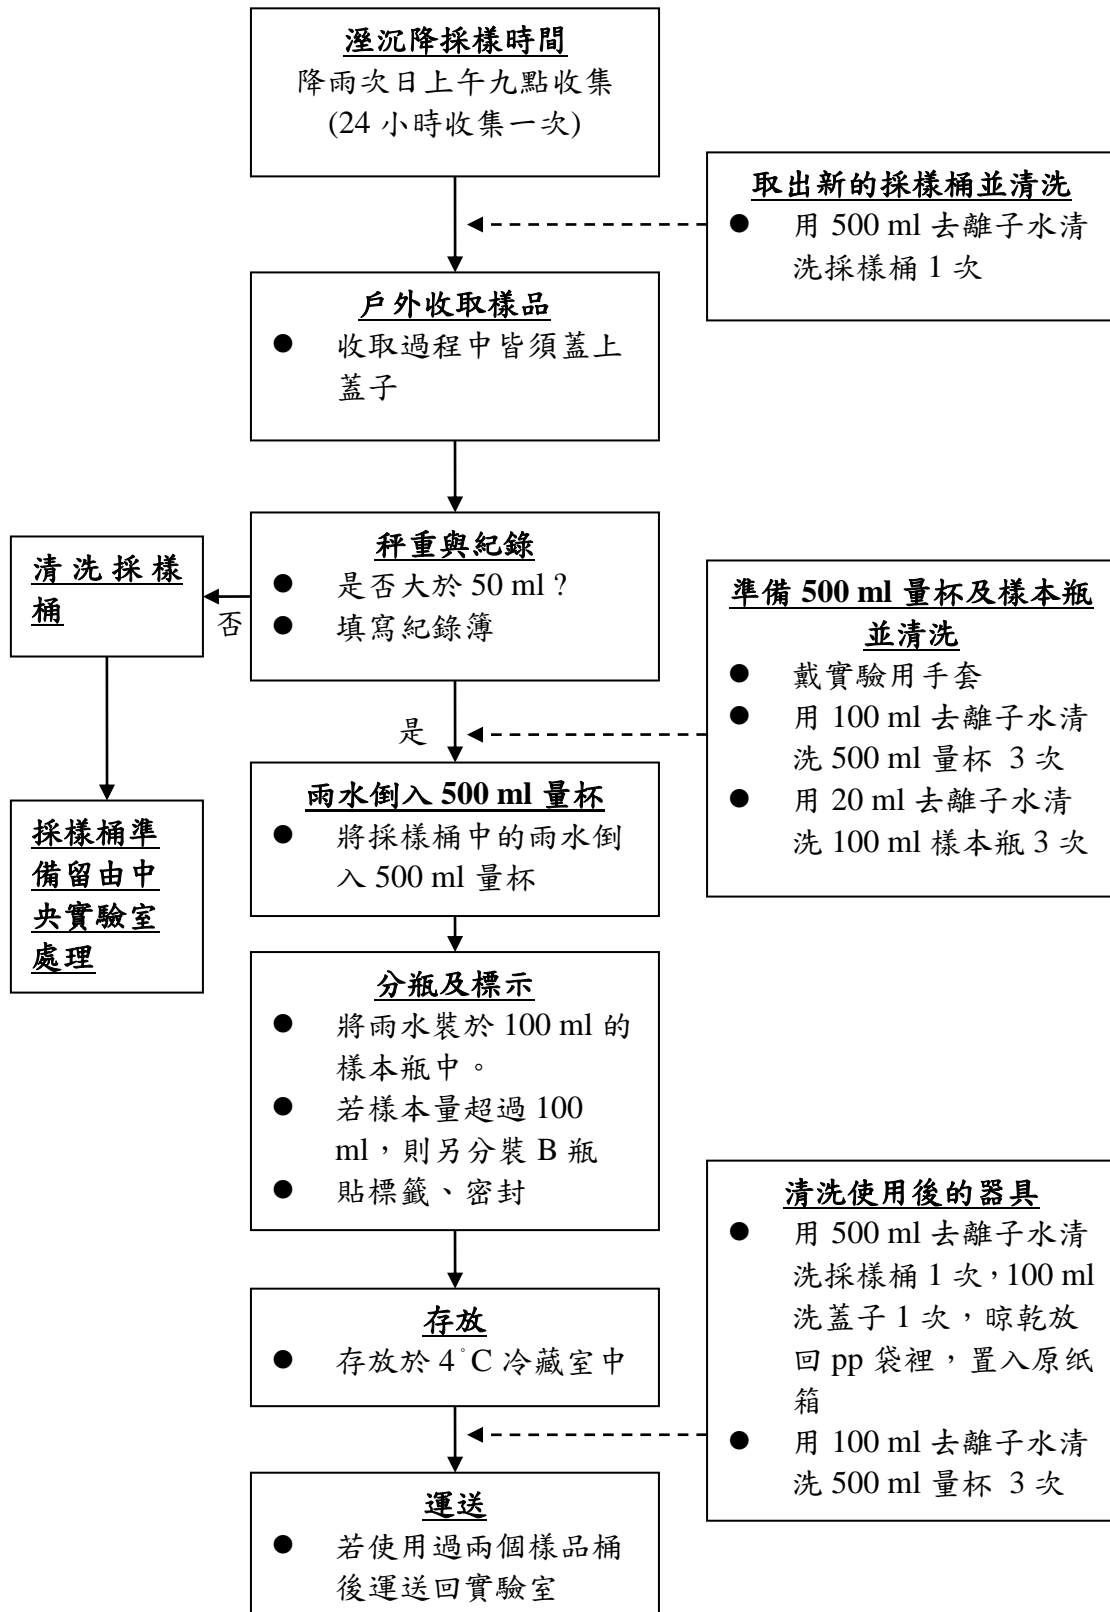 溼沉降採樣時間
降雨次日上午九點收集
(24 小時收集一次)
取出新的採樣桶並清洗
● 用 500 ml 去離子水清
洗採樣桶 1 次
戶外收取樣品
● 收取過程中皆須蓋上
蓋子
秤重與紀錄
● 是否大於 50 ml？
● 填寫紀錄簿
清洗採樣
桶
否
是
準備 500 ml 量杯及樣本瓶
並清洗
● 戴實驗用手套
● 用 100 ml 去離子水清
洗 500 ml 量杯 3 次
● 用 20 ml 去離子水清
洗 100 ml 樣本瓶 3 次
採樣桶準
備留由中
央實驗室
處理
雨水倒入 500 ml 量杯
● 將採樣桶中的雨水倒
入 500 ml 量杯
分瓶及標示
● 將雨水裝於 100 ml 的
樣本瓶中。
● 若樣本量超過 100
ml，則另分裝 B 瓶
● 貼標籤、密封
清洗使用後的器具
● 用 500 ml 去離子水清
洗採樣桶 1 次，100 ml
洗蓋子 1 次，晾乾放
回 pp 袋裡，置入原纸
箱
● 用 100 ml 去離子水清
洗 500 ml 量杯 3 次
存放
● 存放於 4°C 冷藏室中
運送
● 若使用過兩個樣品桶
後運送回實驗室